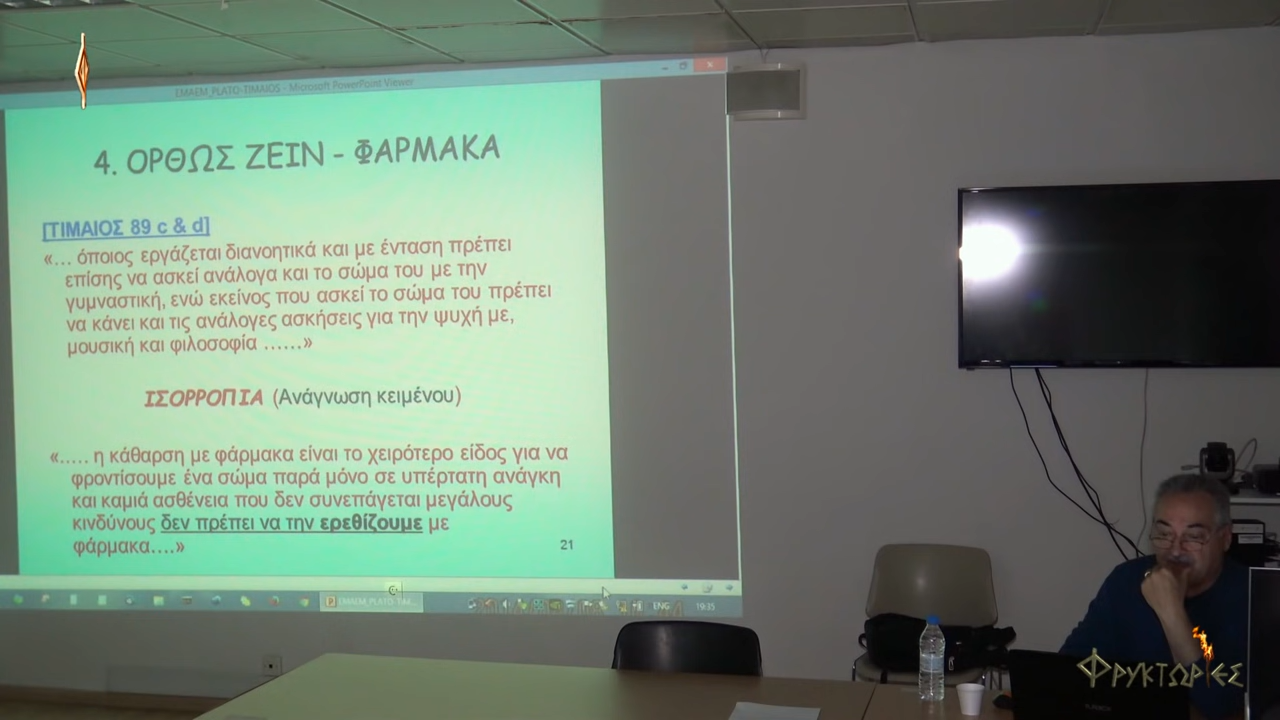 EMAEM_PLATO-TIMAIOS - Microsoft PowerPoint Viewer
4. ΟΡΘΩΣ ΖΕΙΝ - ΦΑΡΜΑΚΑ
[ΤΙΜΑΙΟΣ 89 c & d]
«… όποιος εργάζεται διανοητικά και με ένταση πρέπει
επίσης να ασκεί ανάλογα και το σώμα του με την
γυμναστική, ενώ εκείνος που ασκεί το σώμα του πρέπει
να κάνει και τις ανάλογες ασκήσεις για την ψυχή με,
μουσική και φιλοσοφία ……»
ΙΣΟΡΡΟΠΙΑ (Ανάγνωση κειμένου)
«….. η κάθαρση με φάρμακα είναι το χειρότερο είδος για να
φροντίσουμε ένα σώμα παρά μόνο σε υπέρτατη ανάγκη
και καμιά ασθένεια που δεν συνεπάγεται μεγάλους
κινδύνους δεν πρέπει να την ερεθίζουμε με
φάρμακα….»
21
EMAEM_PLATO-TIM...
ENG
19:35
ΦΡΥΚΤΩΡΙΕΣ